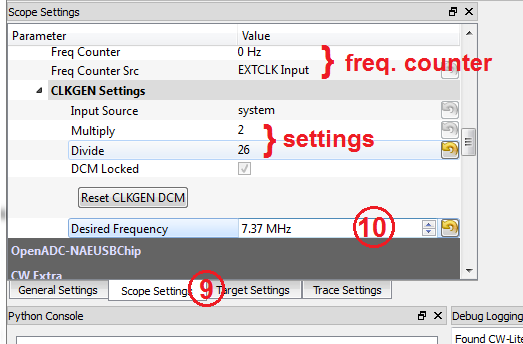 Scope Settings
Parameter Value
Freq Counter 0 Hz
Freq Counter Src EXTCLK Input
} freq. counter
CLKGEN Settings
Input Source system
Multiply 2
Divide 26
} settings
DCM Locked
Reset CLKGEN DCM
Desired Frequency 7.37 MHz 10
OpenADC-NAEUSBChip
CW Extra
General Settings Scope Settings 9 Target Settings Trace Settings
Python Console Debug Logging
Found CW-Lite